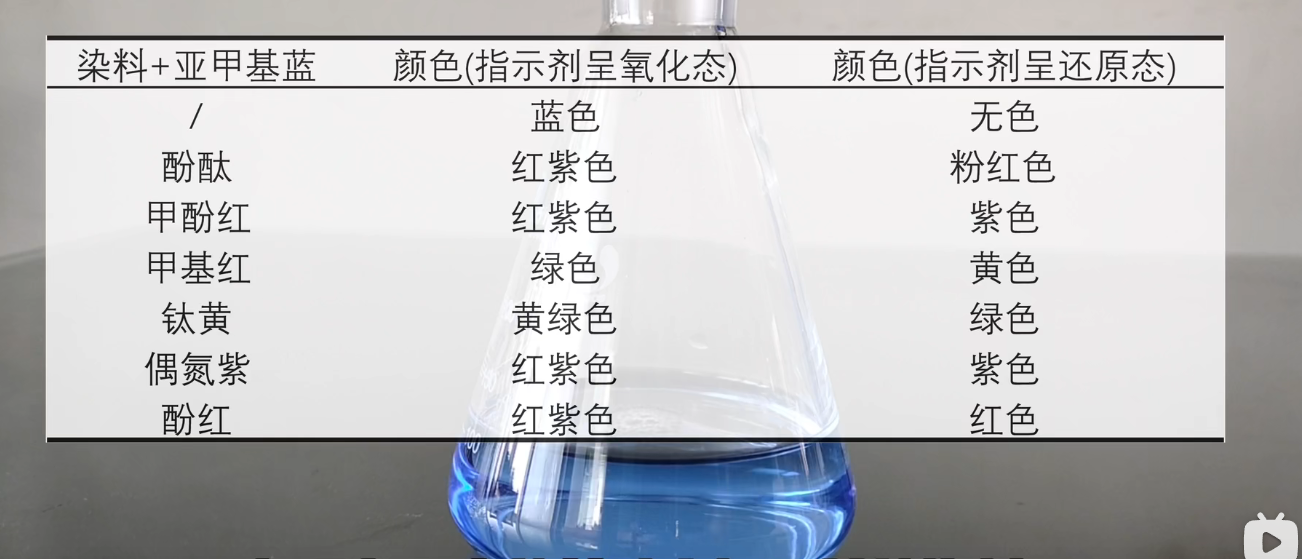 染料+亚甲基蓝 颜色(指示剂呈氧化态) 颜色(指示剂呈还原态)
/ 蓝色 无色
酚酞 红紫色 粉红色
甲酚红 红紫色 紫色
甲基红 绿色 黄色
钛黄 黄绿色 绿色
偶氮紫 红紫色 紫色
酚红 红紫色 红色